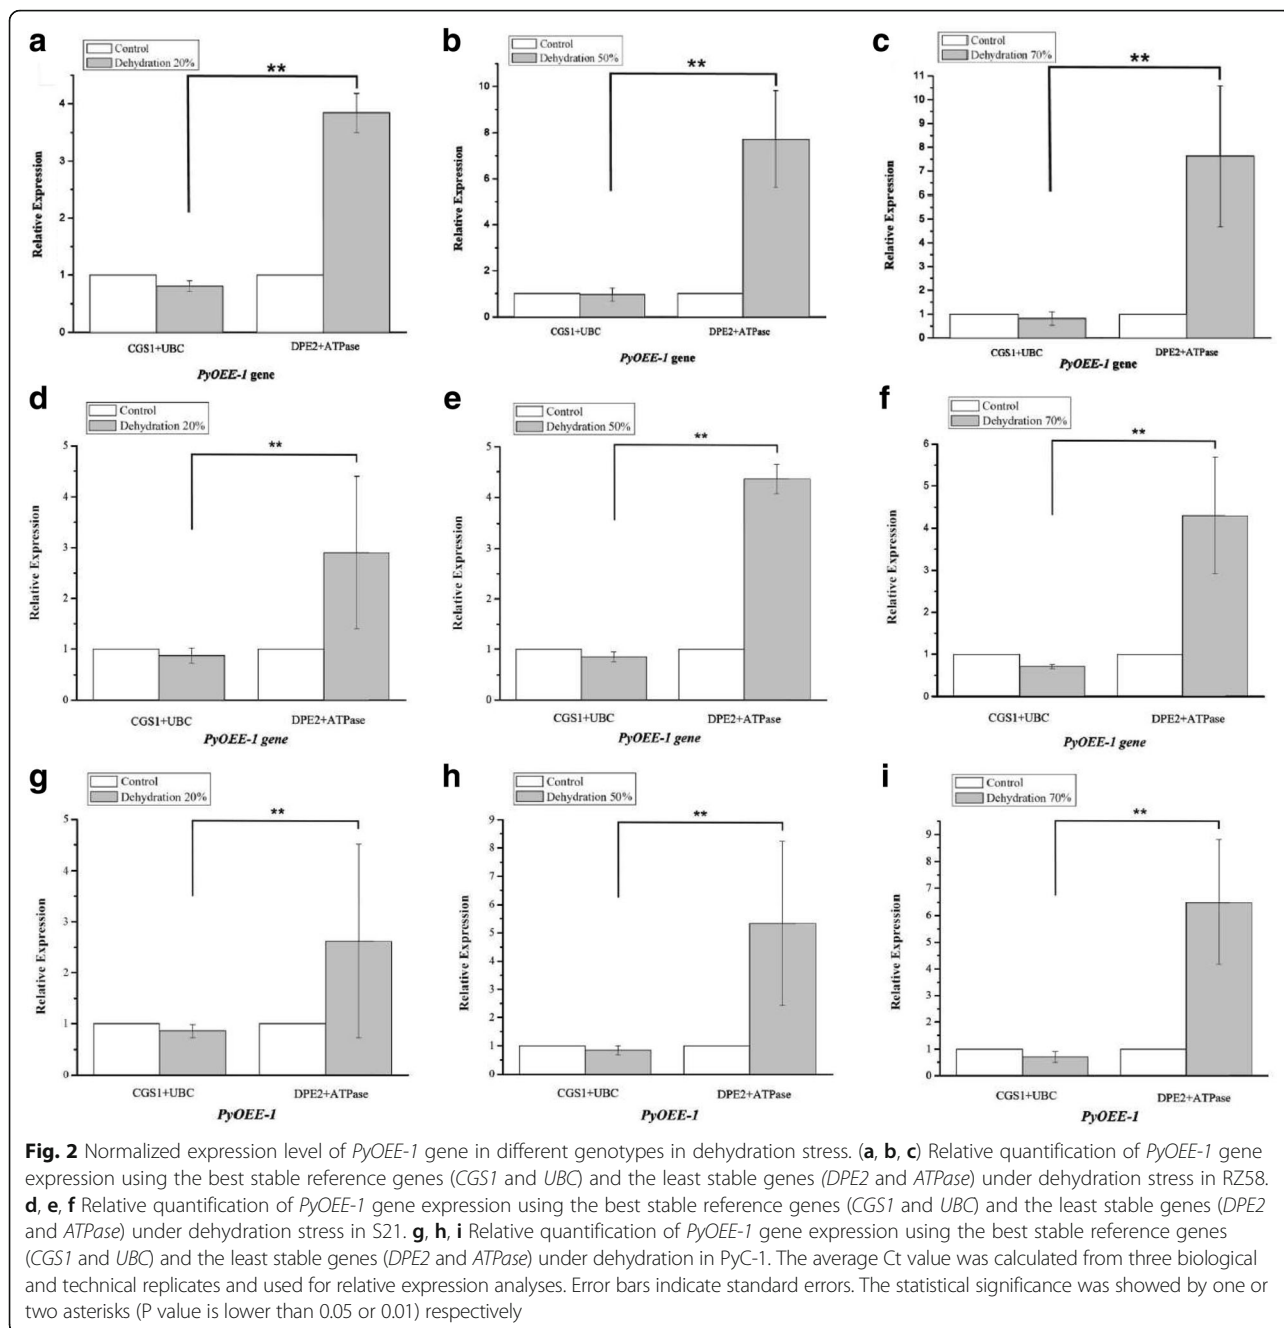 a
Control
Dehydration 20%
**
4
3
2
1
0
Relative Expression
CGS1+UBC
DPE2+ATPase
PyOEE-1 gene
b
Control
Dehydration 50%
**
10
8
6
4
2
0
Relative Expression
CGS1+UBC
DPE2+ATPase
PyOEE-1 gene
c
Control
Dehydration 70%
**
11
10
9
8
7
6
5
4
3
2
1
0
Relative Expression
CGS1+UBC
DPE2+ATPase
PyOEE-1 gene
d
Control
Dehydration 20%
**
5
4
3
2
1
0
Relative Expression
CGS1+UBC
DPE2+ATPase
PyOEE-1 gene
e
Control
Dehydration 50%
**
5
4
5
4
3
2
1
0
Relative Expression
CGS1+UBC
DPE2+ATPase
PyOEE-1 gene
f
Control
Dehydration 70%
**
6
5
4
3
2
1
0
Relative Expression
CGS1+UBC
DPE2+ATPase
PyOEE-1 gene
g
Control
Dehydration 20%
**
5
4
3
2
1
0
Relative Expression
CGS1+UBC
DPE2+ATPase
PyOEE-1
h
Control
Dehydration 50%
**
9
8
7
6
5
4
3
2
1
0
Relative Expression
CGS1+UBC
DPE2+ATPase
PyOEE-1
i
Control
Dehydration 70%
**
9
8
7
6
5
4
3
2
1
0
Relative Expression
CGS1+UBC
DPE2+ATPase
PyOEE-1
Fig. 2 Normalized expression level of PyOEE-1 gene in different genotypes in dehydration stress. (a, b, c) Relative quantification of PyOEE-1 gene
expression using the best stable reference genes (CGS1 and UBC) and the least stable genes (DPE2 and ATPase) under dehydration stress in RZ58.
d, e, f Relative quantification of PyOEE-1 gene expression using the best stable reference genes (CGS1 and UBC) and the least stable genes (DPE2
and ATPase) under dehydration stress in S21. g, h, i Relative quantification of PyOEE-1 gene expression using the best stable reference genes
(CGS1 and UBC) and the least stable genes (DPE2 and ATPase) under dehydration in PyC-1. The average Ct value was calculated from three biological
and technical replicates and used for relative expression analyses. Error bars indicate standard errors. The statistical significance was showed by one or
two asterisks (P value is lower than 0.05 or 0.01) respectively